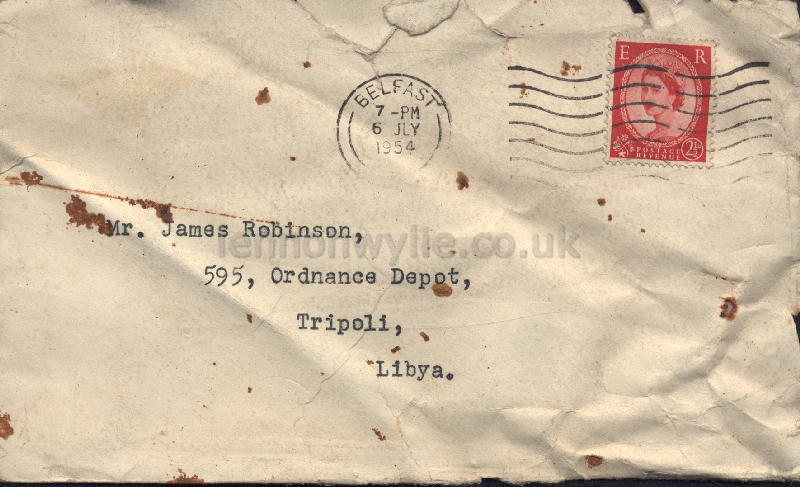 E R
POSTAGE
REVENUE
2½
BELFAST
7 -PM
6 JLY
1954
Mr. James Robinson,
595, Ordnance Depot,
Tripoli,
Libya.
lennonwylie.co.uk